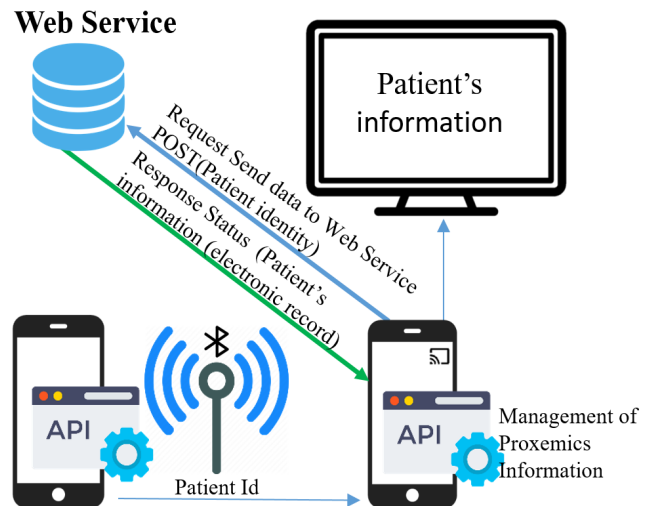 Web Service
Patient's
information
Request Send data to Web Service
POST(Patient identity)
Response Status (Patient's
information (electronic record)
API
API
Management of
Proxemics
Information
Patient Id